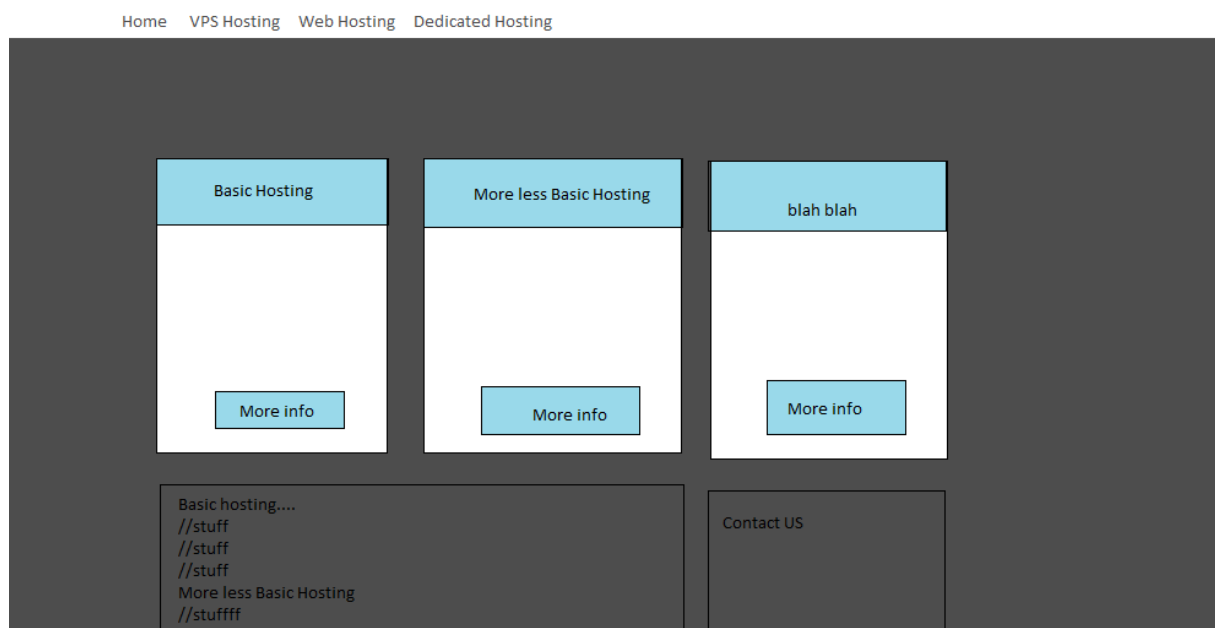 Home VPS Hosting Web Hosting Dedicated Hosting
Basic Hosting
More less Basic Hosting
blah blah
More info
More info
More info
Basic hosting....
//stuff
//stuff
//stuff
More less Basic Hosting
//stuffff
Contact US